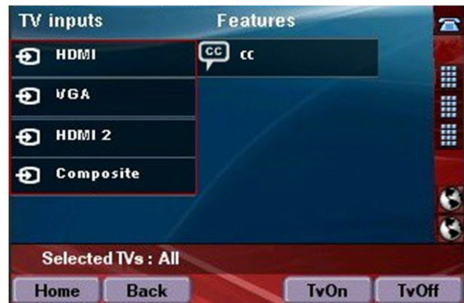 TV inputs Features
HDMI CC cc
VGA
HDMI 2
Composite
Selected TVs : All
Home Back TvOn TvOff